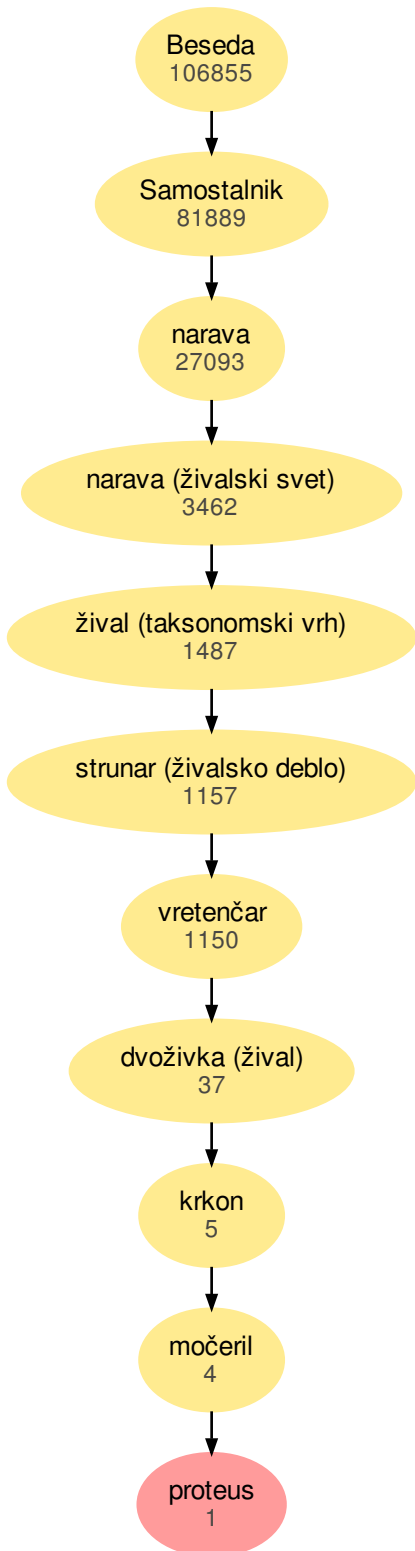 Beseda
106855
Samostalnik
81889
narava
27093
narava (živalski svet)
3462
žival (taksonomski vrh)
1487
strunar (živalsko deblo)
1157
vretenčar
1150
dvoživka (žival)
37
krkon
5
močeril
4
proteus
1